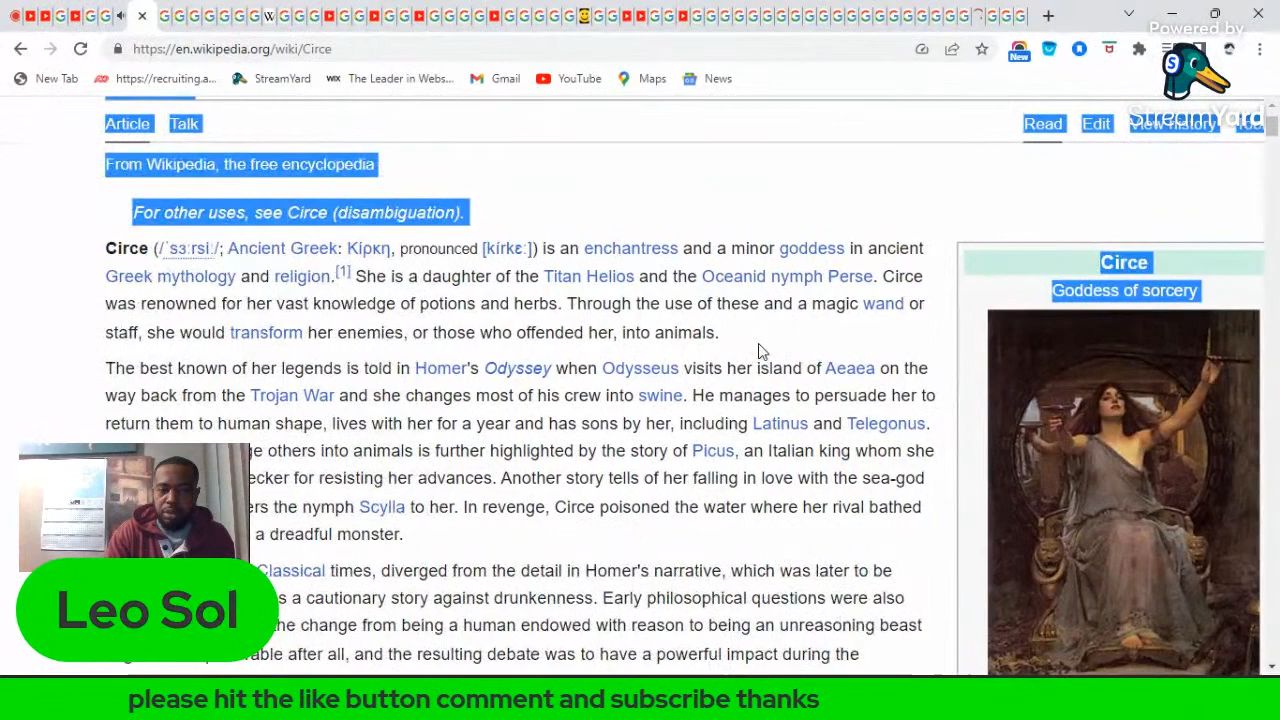 Powered by
StreamYard
https://en.wikipedia.org/wiki/Circe
New
New Tab
https://recruiting.a...
StreamYard
WIX
The Leader in Webs...
Gmail
YouTube
Maps
News
Article Talk
Read Edit View history
From Wikipedia, the free encyclopedia
For other uses, see Circe (disambiguation).
Circe (/ˈsɜːrsiː/; Ancient Greek: Κίρκη, pronounced [kírkɛː]) is an enchantress and a minor goddess in ancient
Greek mythology and religion.[1] She is a daughter of the Titan Helios and the Oceanid nymph Perse. Circe
was renowned for her vast knowledge of potions and herbs. Through the use of these and a magic wand or
staff, she would transform her enemies, or those who offended her, into animals.
The best known of her legends is told in Homer's Odyssey when Odysseus visits her island of Aeaea on the
way back from the Trojan War and she changes most of his crew into swine. He manages to persuade her to
return them to human shape, lives with her for a year and has sons by her, including Latinus and Telegonus.
others into animals is further highlighted by the story of Picus, an Italian king whom she
for resisting her advances. Another story tells of her falling in love with the sea-god
the nymph Scylla to her. In revenge, Circe poisoned the water where her rival bathed
a dreadful monster.
Classical times, diverged from the detail in Homer's narrative, which was later to be
a cautionary story against drunkenness. Early philosophical questions were also
the change from being a human endowed with reason to being an unreasoning beast
after all, and the resulting debate was to have a powerful impact during the
Circe
Goddess of sorcery
Leo Sol
please hit the like button comment and subscribe thanks